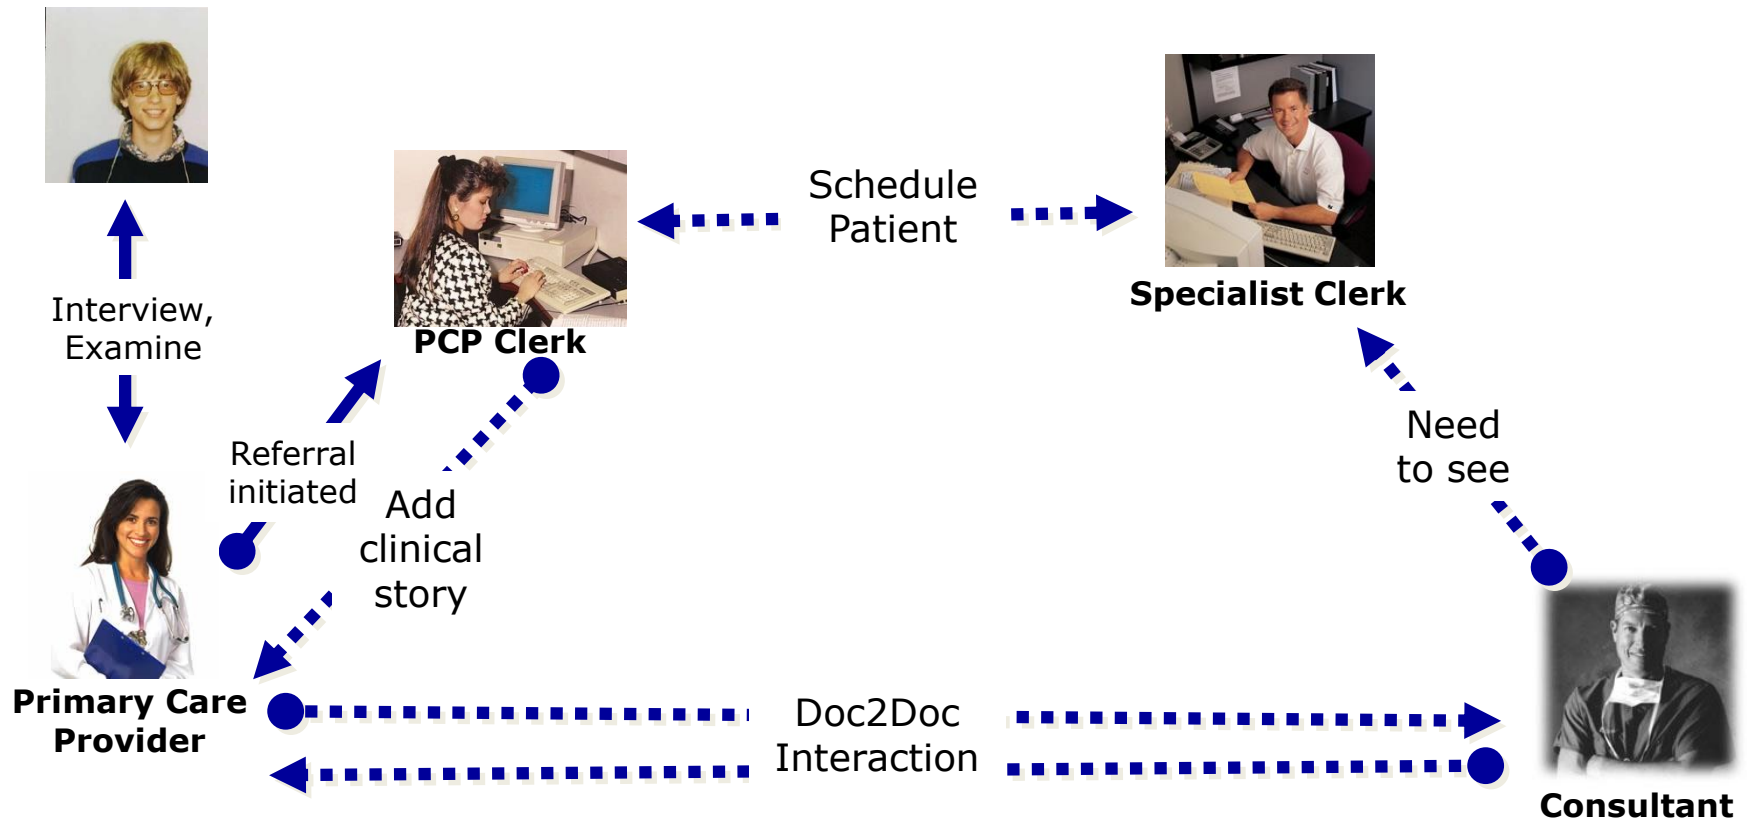 Schedule
Patient
Specialist Clerk
Interview,
Examine
PCP Clerk
Referral
initiated
Add
clinical
story
Need
to see
Primary Care
Provider
Doc2Doc
Interaction
Consultant